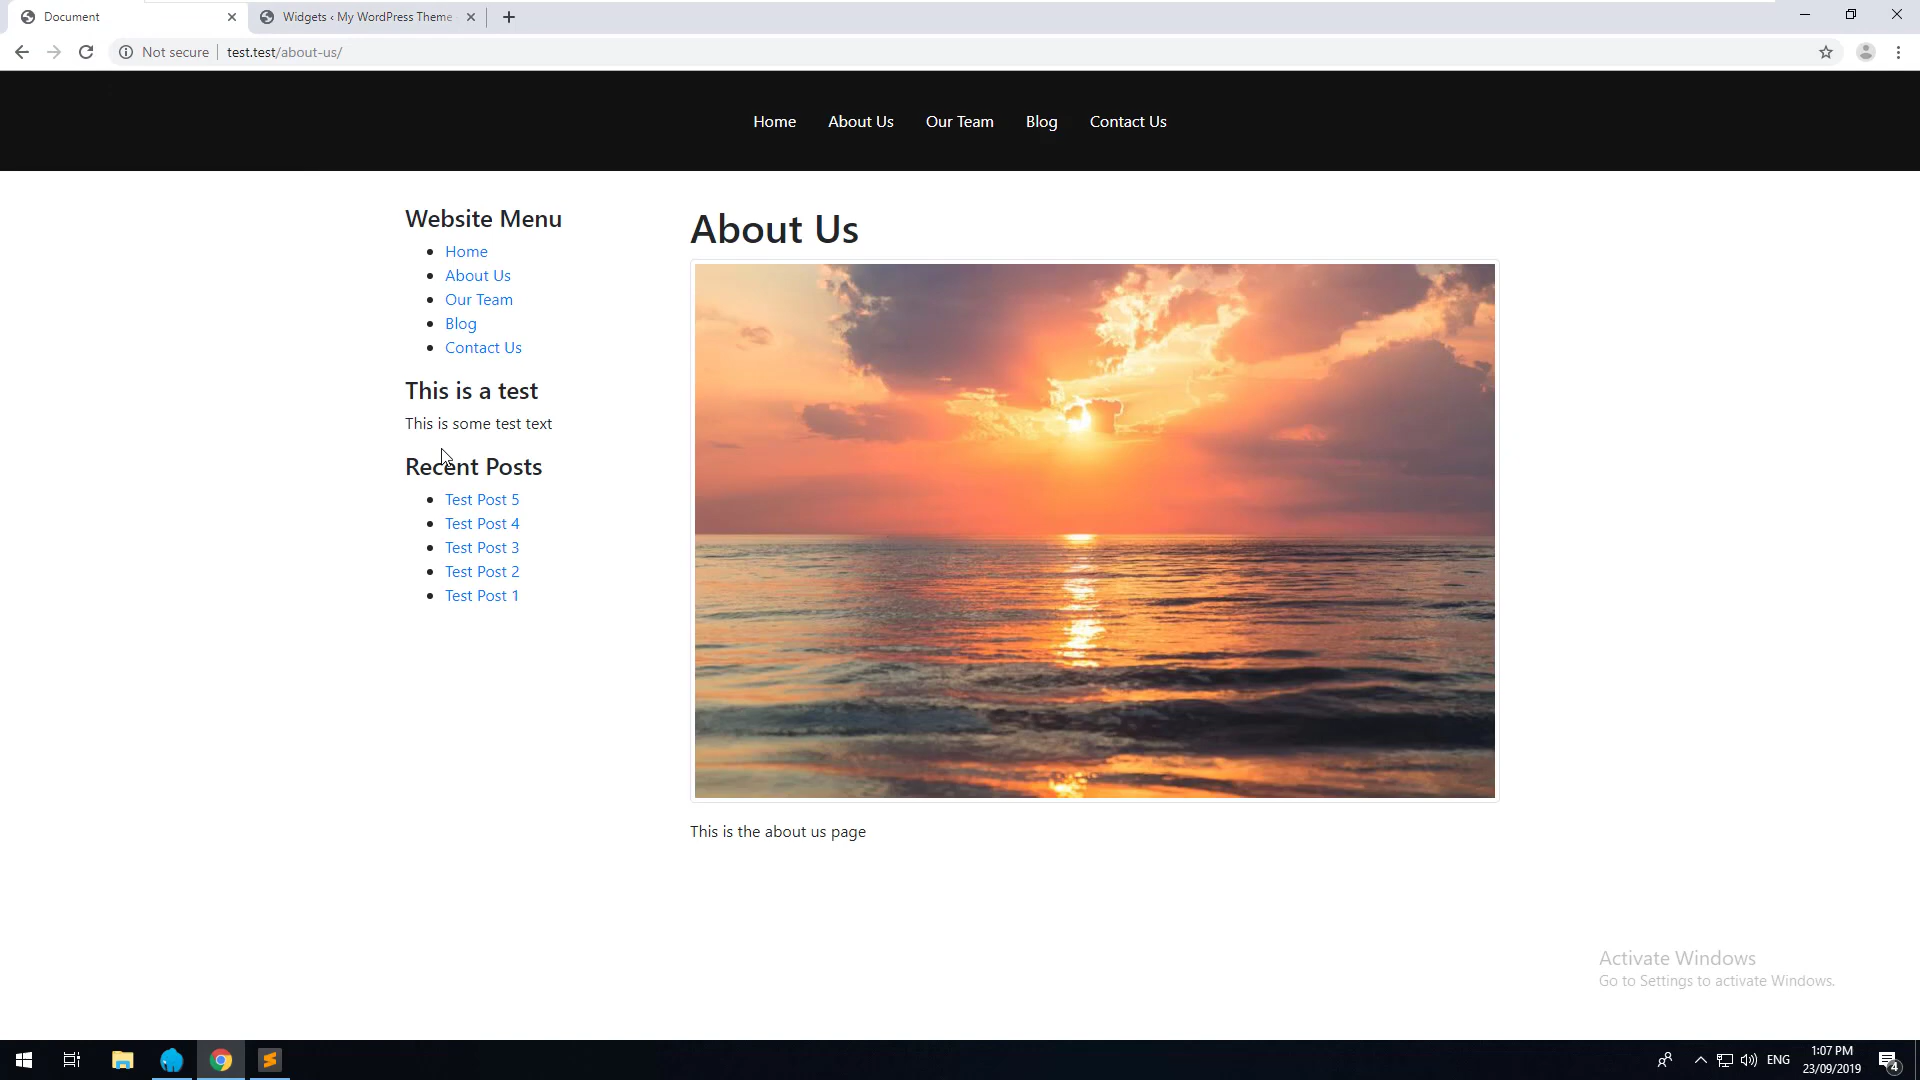 Document
Widgets ‹ My WordPress Theme
Not secure
test.test/about-us/
Home
About Us
Our Team
Blog
Contact Us
Website Menu
Home
About Us
Our Team
Blog
Contact Us
This is a test
This is some test text
Recent Posts
Test Post 5
Test Post 4
Test Post 3
Test Post 2
Test Post 1
About Us
This is the about us page
Activate Windows
Go to Settings to activate Windows.
ENG
1:07 PM
23/09/2019
4